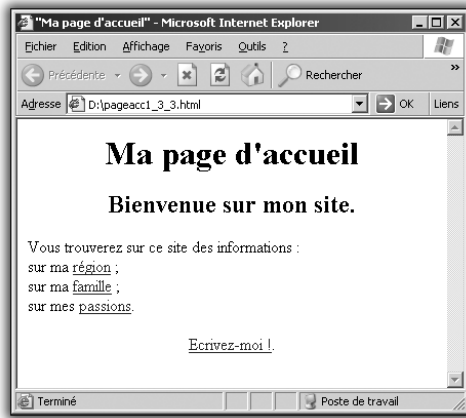 "Ma page d'accueil" - Microsoft Internet Explorer
Fichier Edition Affichage Favoris Outils ?
Précédente Rechercher »
Adresse D:\pageacc1_3_3.html OK Liens
Ma page d'accueil
Bienvenue sur mon site.
Vous trouverez sur ce site des informations :
sur ma région ;
sur ma famille ;
sur mes passions.
Ecrivez-moi !.
Terminé Poste de travail